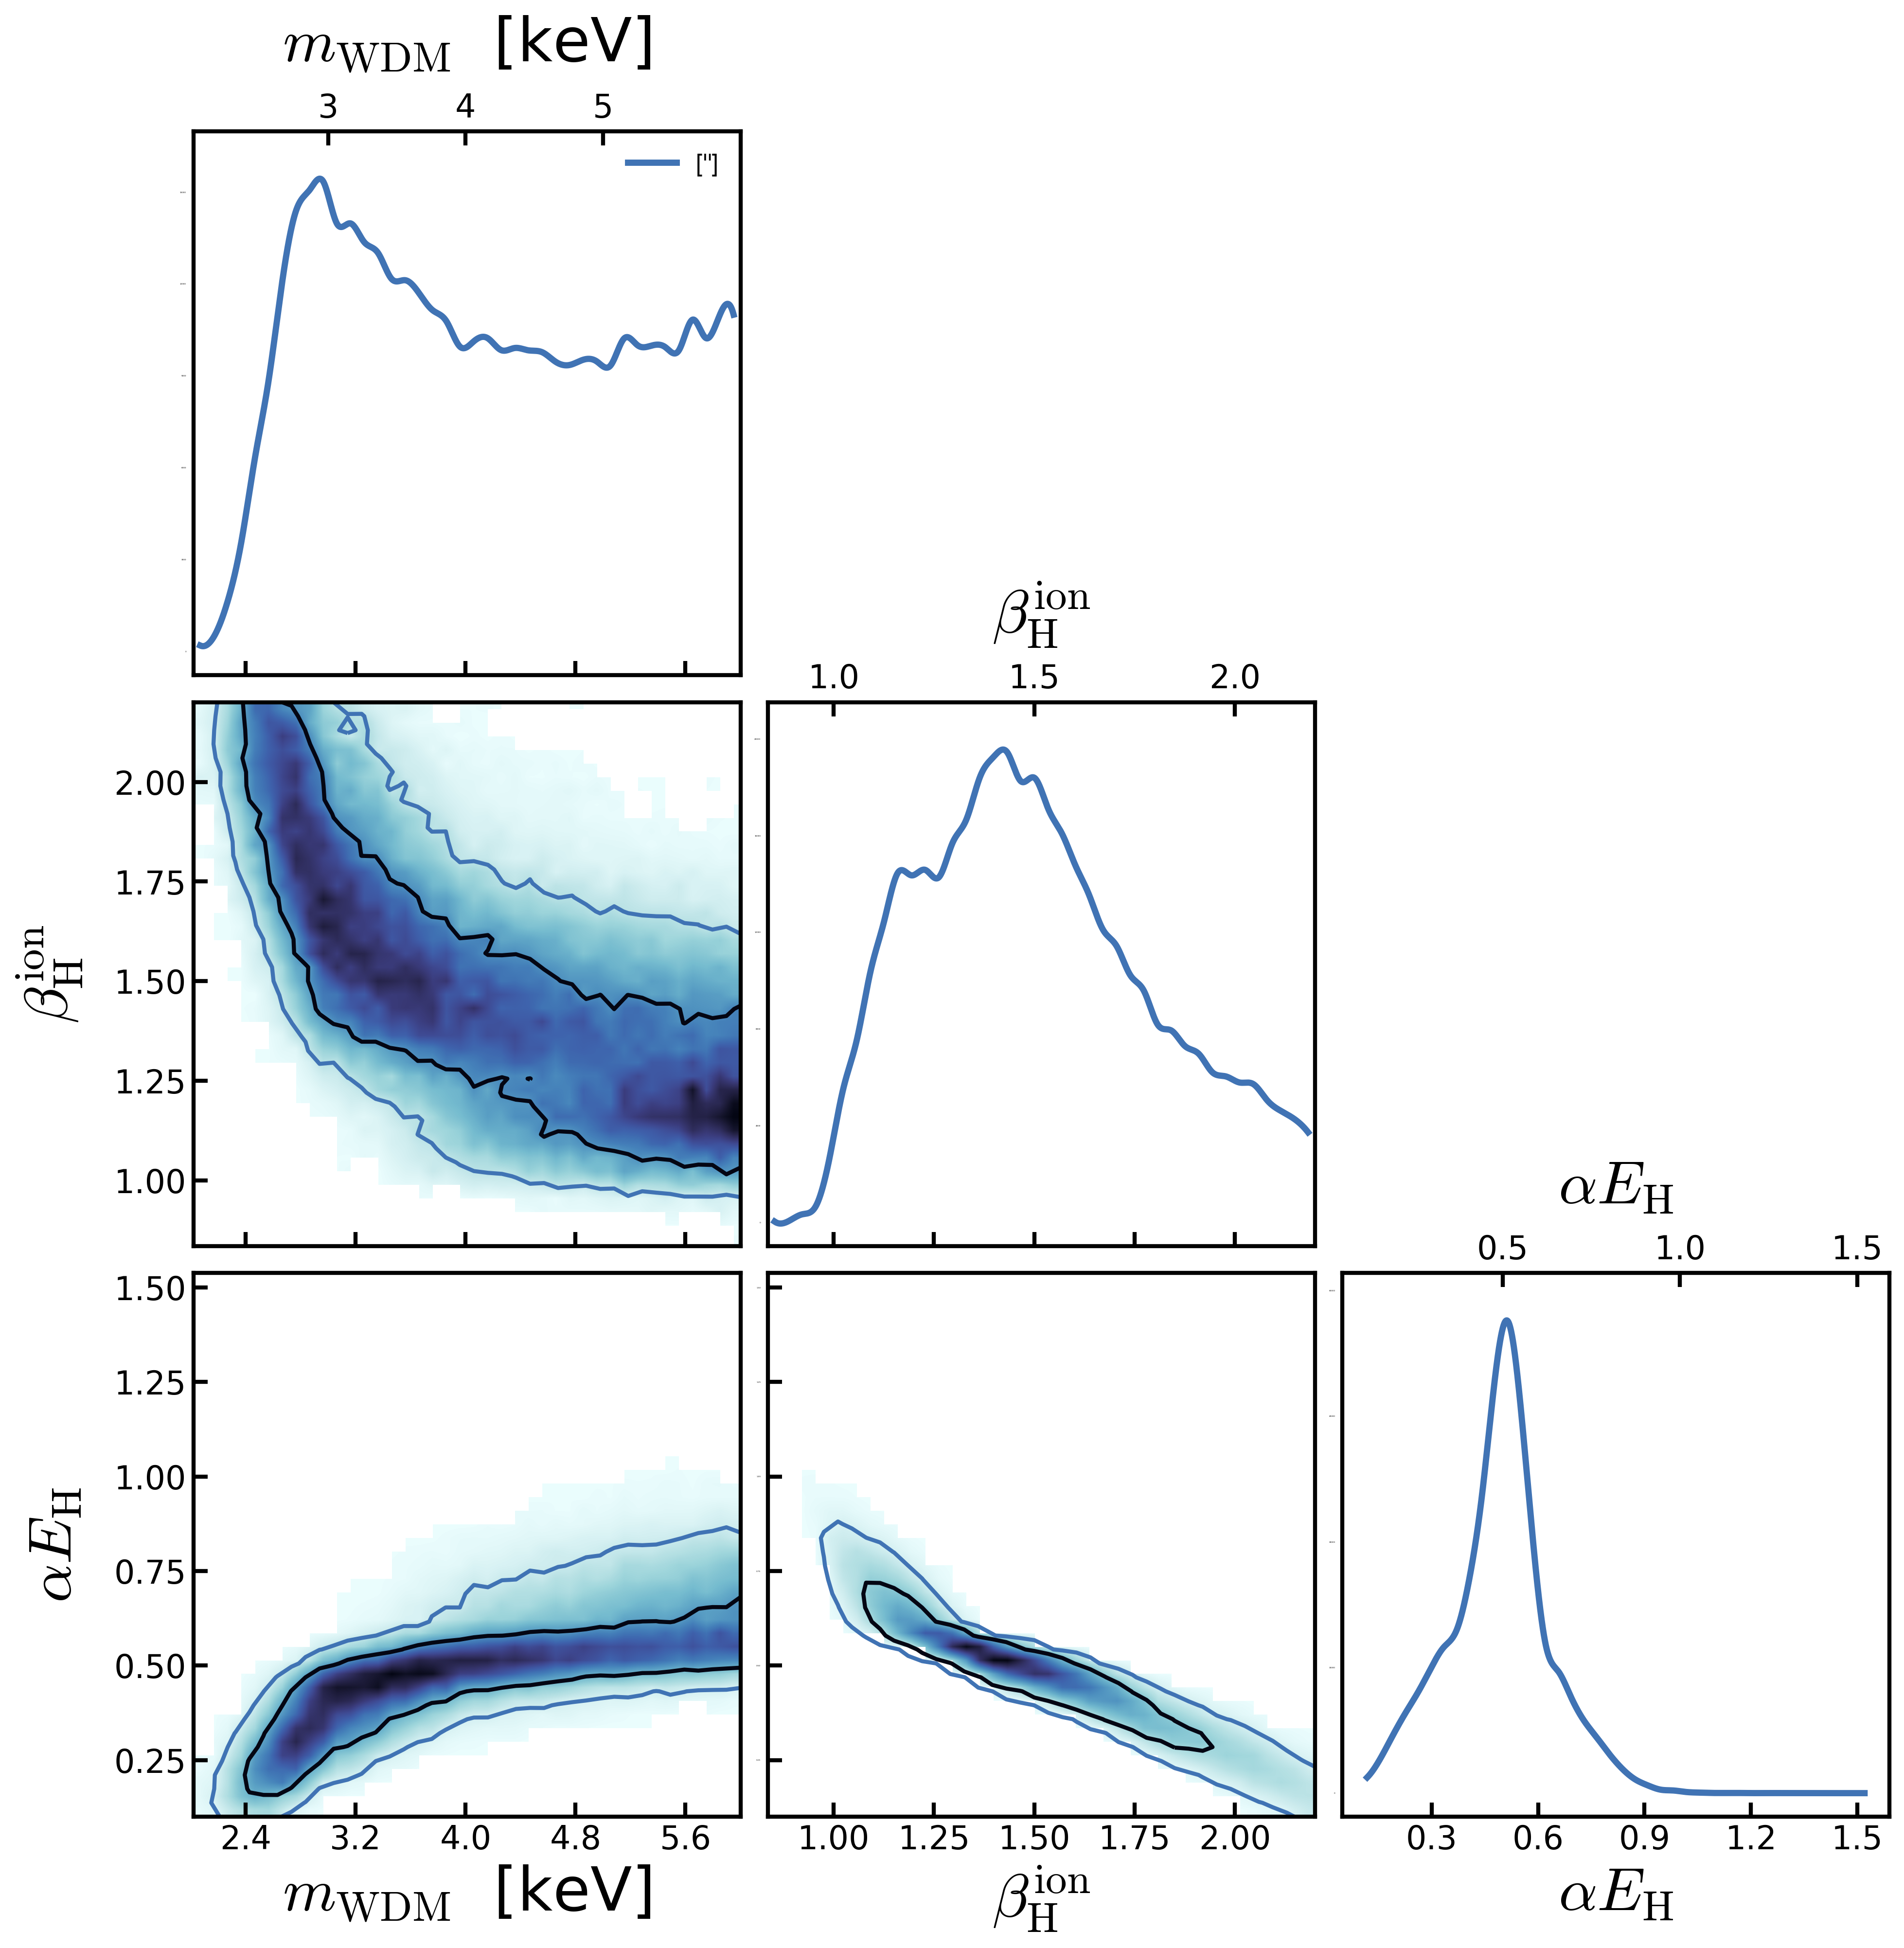 m_WDM [keV]
3 4 5
['']
β_H^ion
1.0 1.5 2.0
2.00
1.75
1.50
1.25
1.00
β_H^ion
αE_H
0.5 1.0 1.5
1.50
1.25
1.00
0.75
0.50
0.25
αE_H
2.4 3.2 4.0 4.8 5.6 1.00 1.25 1.50 1.75 2.00 0.3 0.6 0.9 1.2 1.5
m_WDM [keV] β_H^ion αE_H